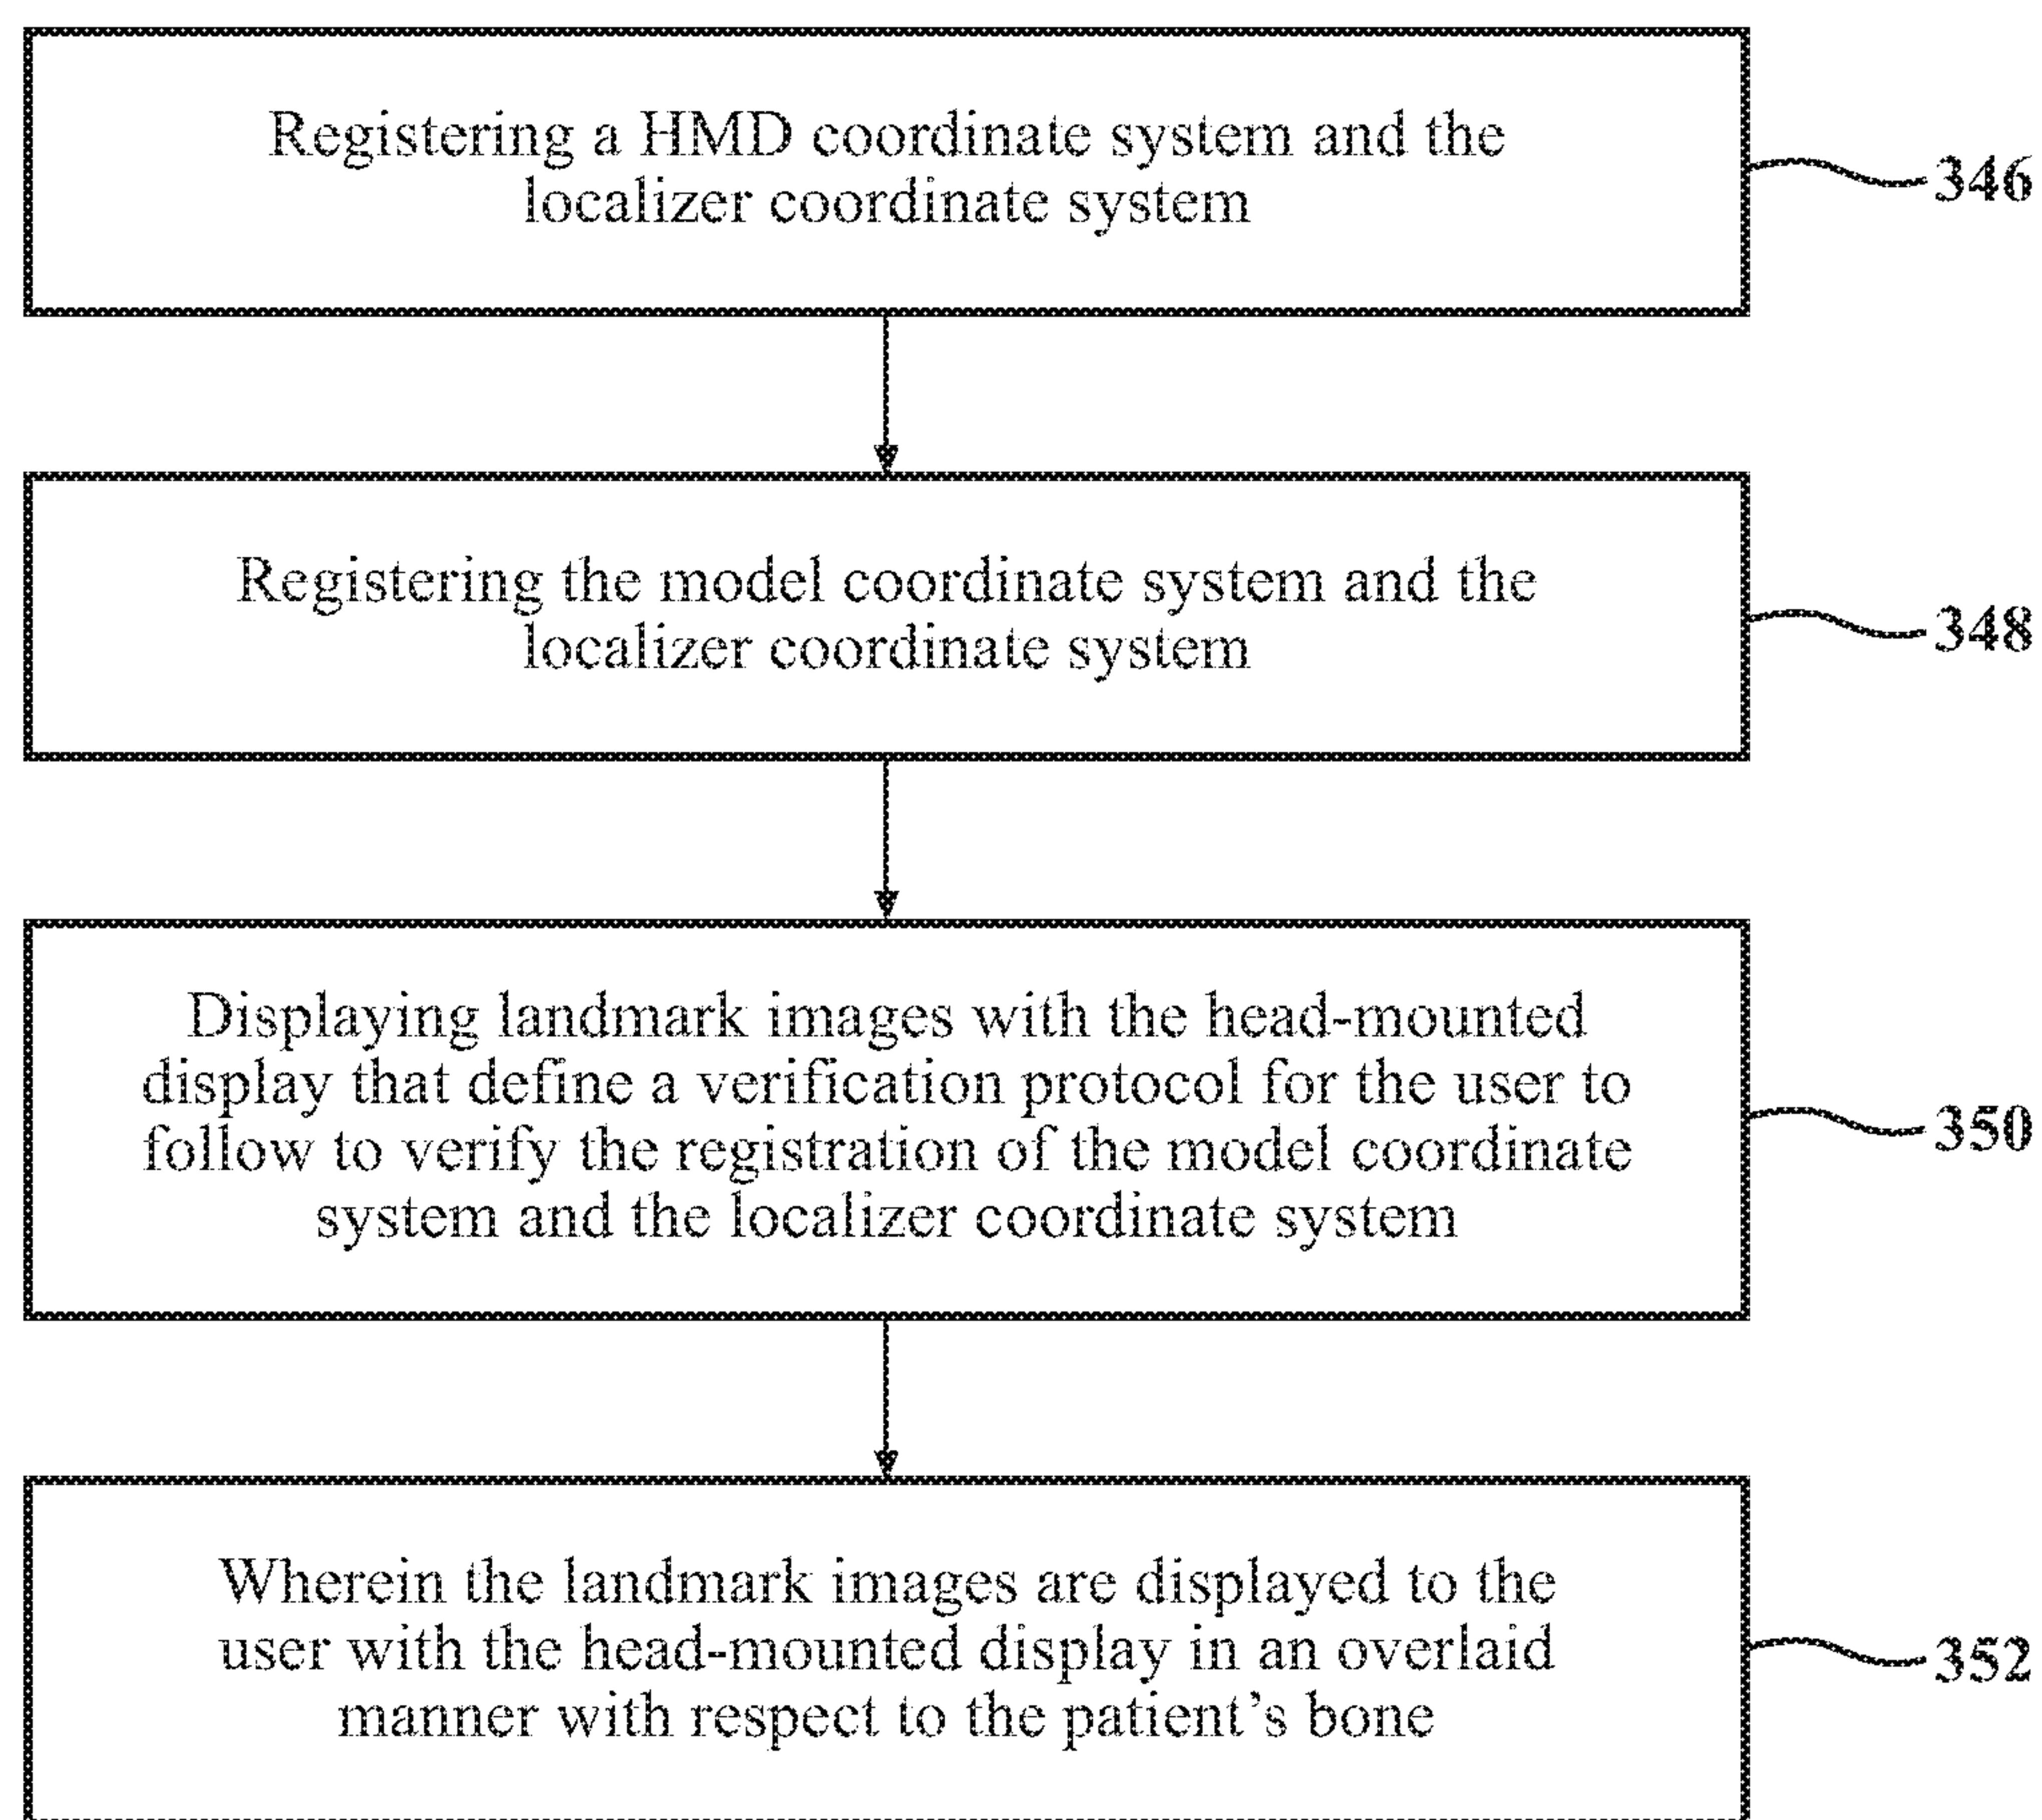 Registering a HMD coordinate system and the
localizer coordinate system
346
Registering the model coordinate system and the
localizer coordinate system
348
Displaying landmark images with the head-mounted
display that define a verification protocol for the user to
follow to verify the registration of the model coordinate
system and the localizer coordinate system
350
Wherein the landmark images are displayed to the
user with the head-mounted display in an overlaid
manner with respect to the patient's bone
352